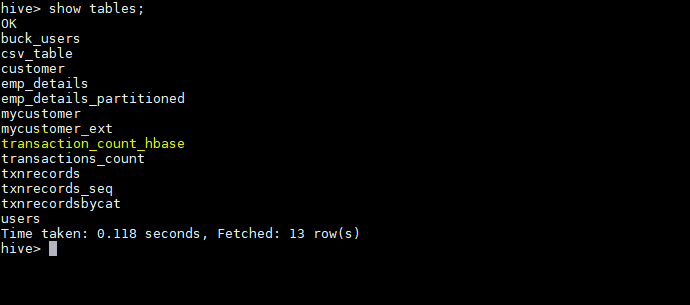 hive> show tables;
OK
buck_users
csv_table
customer
emp_details
emp_details_partitioned
mycustomer
mycustomer_ext
transaction_count_hbase
transactions_count
txnrecords
txnrecords_seq
txnrecordsbycat
users
Time taken: 0.118 seconds, Fetched: 13 row(s)
hive>